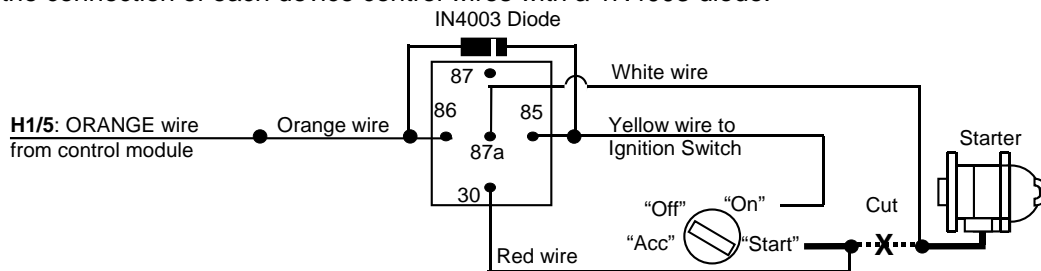 the connection of each device control wires with a 1N4003 diode.
IN4003 Diode
87
White wire
H1/5: ORANGE wire
from control module
Orange wire
86
85
87a
Yellow wire to
Ignition Switch
Starter
30
“Off”
“On”
Cut
“Acc”
“Start”
X
Red wire